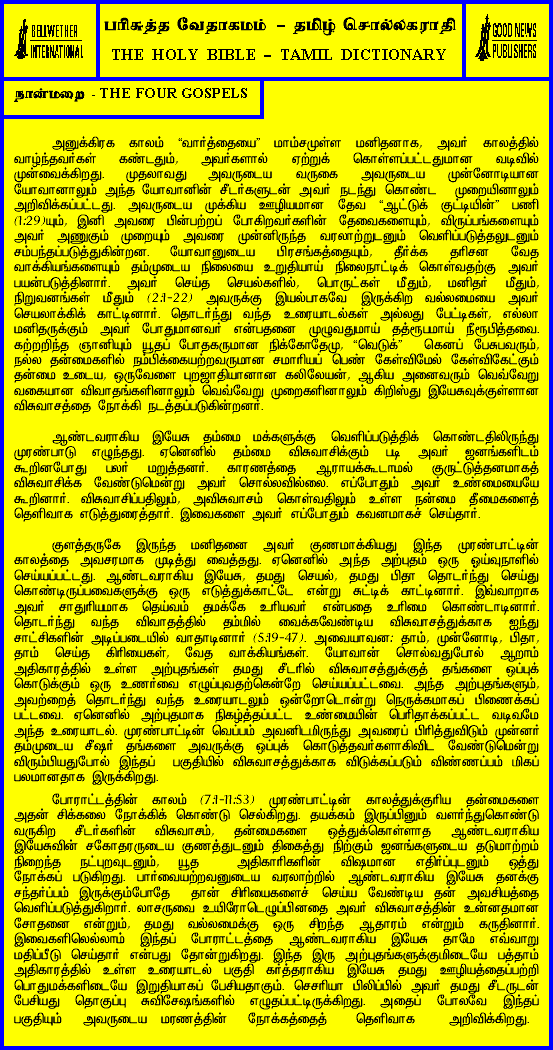 BELLWETHER
INTERNATIONAL
பரிசுத்த வேதாகமம் – தமிழ் சொல்லகராதி
THE HOLY BIBLE – TAMIL DICTIONARY
GOOD NEWS
PUBLISHERS
நான்மறை - THE FOUR GOSPELS
அனுக்கிரக காலம் “வார்த்தையை” மாம்சமுள்ள மனிதனாக, அவர் காலத்தில்
வாழ்ந்தவர்கள் கண்டதும், அவர்களால் ஏற்றுக் கொள்ளப்பட்டதுமான வடிவில்
முன்வைக்கிறது. முதலாவது அவருடைய வருகை அவருடைய முன்னோடியான
யோவானாலும் அந்த யோவானின் சீடர்களுடன் அவர் நடந்து கொண்ட முறையினாலும்
அறிவிக்கப்பட்டது. அவருடைய முக்கிய ஊழியமான தேவ “ஆட்டுக் குட்டியின்” பணி
(1:29)யும், இனி அவரை பின்பற்றப் போகிறவர்களின் தேவைகளையும், விருப்பங்களையும்
அவர் அணுகும் முறையும் அவரை முன்னிருந்த வரலாற்றுடனும் வெளிப்படுத்தலுடனும்
சம்பந்தப்படுத்துகின்றன. யோவானுடைய பிரசங்கத்தையும், தீர்க்க தரிசன வேத
வாக்கியங்களையும் தம்முடைய நிலையை உறுதியாய் நிலைநாட்டிக் கொள்வதற்கு அவர்
பயன்படுத்தினார். அவர் செய்த செயல்களில், பொருட்கள் மீதும், மனிதர் மீதும்,
நிறுவனங்கள் மீதும் (2:1-22) அவருக்கு இயல்பாகவே இருக்கிற வல்லமையை அவர்
செயலாக்கிக் காட்டினார். தொடர்ந்து வந்த உரையாடல்கள் அல்லது பேட்டிகள், எல்லா
மனிதருக்கும் அவர் போதுமானவர் என்பதனை முழுவதுமாய் தத்ரூபமாய் நீரூபித்தவை.
கற்றறிந்த ஞானியும் யூதப் போதகருமான நிக்கோதேமு, “வெடுக்” கெனப் பேசுபவரும்,
நல்ல தன்மைகளில் நம்பிக்கையற்றவருமான சமாரியப் பெண் கேள்விமேல் கேள்விகேட்கும்
தன்மை உடைய, ஒருவேளை புறஜாதியானான கலிலேயன், ஆகிய அனைவரும் வெவ்வேறு
வகையான விவாதங்களினாலும் வெவ்வேறு முறைகளினாலும் கிறிஸ்து இயேசுவுக்குள்ளான
விசுவாசத்தை நோக்கி நடத்தப்படுகின்றனர்.
ஆண்டவராகிய இயேசு தம்மை மக்களுக்கு வெளிப்படுத்திக் கொண்டதிலிருந்து
முரண்பாடு எழுந்தது. ஏனெனில் தம்மை விசுவாசிக்கும் படி அவர் ஜனங்களிடம்
கூறினபோது பலர் மறுத்தனர். காரணத்தை ஆராயக்கூடாமல் குருட்டுத்தனமாகத்
விசுவாசிக்க வேண்டுமென்று அவர் சொல்லவில்லை. எப்போதும் அவர் உண்மையையே
கூறினார். விசுவாசிப்பதிலும், அவிசுவாசம் கொள்வதிலும் உள்ள நன்மை தீமைகளைத்
தெளிவாக எடுத்துரைத்தார். இவைகளை அவர் எப்போதும் கவனமாகச் செய்தார்.
குளத்தருகே இருந்த மனிதனை அவர் குணமாக்கியது இந்த முரண்பாட்டின்
காலத்தை அவசரமாக முடித்து வைத்தது. ஏனெனில் அந்த அற்புதம் ஒரு ஓய்வுநாளில்
செய்யப்பட்டது. ஆண்டவராகிய இயேசு, தமது செயல், தமது பிதா தொடர்ந்து செய்து
கொண்டிருப்பவைகளுக்கு ஒரு எடுத்துக்காட்டே என்று சுட்டிக் காட்டினார். இவ்வாறாக
அவர் சாதுரியமாக தெய்வம் தமக்கே உரியவர் என்பதை உரிமை கொண்டாடினார்.
தொடர்ந்து வந்த விவாதத்தில் தம்மில் வைக்கவேண்டிய விசுவாசத்துக்காக ஐந்து
சாட்சிகளின் அடிப்படையில் வாதாடினார் (5:19-47). அவையாவன: தாம், முன்னோடி, பிதா,
தாம் செய்த கிரியைகள், வேத வாக்கியங்கள். யோவான் சொல்வதுபோல் ஆறாம்
அதிகாரத்தில் உள்ள அற்புதங்கள் தமது சீடரில் விசுவாசத்துக்குத் தங்களை ஒப்புக்
கொடுக்கும் ஒரு உணர்வை எழுப்புவதற்கென்றே செய்யப்பட்டவை. அந்த அற்புதங்களும்,
அவற்றைத் தொடர்ந்து வந்த உரையாடலும் ஒன்றோடொன்று நெருக்கமாகப் பிணைக்கப்
பட்டவை. ஏனெனில் அற்புதமாக நிகழ்த்தப்பட்ட உண்மையின் பெரிதாக்கப்பட்ட வடிவமே
அந்த உரையாடல். முரண்பாட்டின் வெப்பம் அவனிடமிருந்து அவரைப் பிரித்துவிடும் முன்னர்
தம்முடைய சீஷர் தங்களை அவருக்கு ஒப்புக் கொடுத்தவர்களாகிவிட வேண்டுமென்று
விரும்பியதுபோல் இந்தப் பகுதியில் விசுவாசத்துக்காக விடுக்கப்படும் விண்ணப்பம் மிகப்
பலமானதாக இருக்கிறது.
போராட்டத்தின் காலம் (7:1-11:53) முரண்பாட்டின் காலத்துக்குரிய தன்மைகளை
அதன் சிக்கலை நோக்கிக் கொண்டு செல்கிறது. தயக்கம் இருப்பினும் வளர்ந்துகொண்டு
வருகிற சீடர்களின் விசுவாசம், தன்மைகளை ஒத்துக்கொள்ளாத ஆண்டவராகிய
இயேசுவின் சகோதரருடைய குணத்துடனும் திகைத்து நிற்கும் ஜனங்களுடைய தடுமாற்றம்
நிறைந்த நட்புறவுடனும், யூத அதிகாரிகளின் விஷமான எதிர்ப்புடனும் ஒத்து
நோக்கப் படுகிறது. பார்வையற்றவனுடைய வரலாற்றில் ஆண்டவராகிய இயேசு தனக்கு
சந்தர்ப்பம் இருக்கும்போதே தான் சிரியைகளைச் செய்ய வேண்டிய தன் அவசியத்தை
வெளிப்படுத்துகிறார். லாசருவை உயிரோடெழுப்பினதை அவர் விசுவாசத்தின் உன்னதமான
சோதனை என்றும், தமது வல்லமைக்கு ஒரு சிறந்த ஆதாரம் என்றும் கருதினார்.
இவைகளிலெல்லாம் இந்தப் போராட்டத்தை ஆண்டவராகிய இயேசு தாமே எவ்வாறு
மதிப்பீடு செய்தார் என்பது தோன்றுகிறது. இந்த இரு அற்புதங்களுக்குமிடையே பத்தாம்
அதிகாரத்தில் உள்ள உரையாடல் பகுதி கர்த்தராகிய இயேசு தமது ஊழியத்தைப்பற்றி
பொதுமக்களிடையே இறுதியாகப் பேசியதாகும். செசரியா பிலிப்பில் அவர் தமது சீடருடன்
பேசியது தொகுப்பு சுவிசேஷங்களில் எழுதப்பட்டிருக்கிறது. அதைப் போலவே இந்தப்
பகுதியும் அவருடைய மரணத்தின் நோக்கத்தைத் தெளிவாக அறிவிக்கிறது.